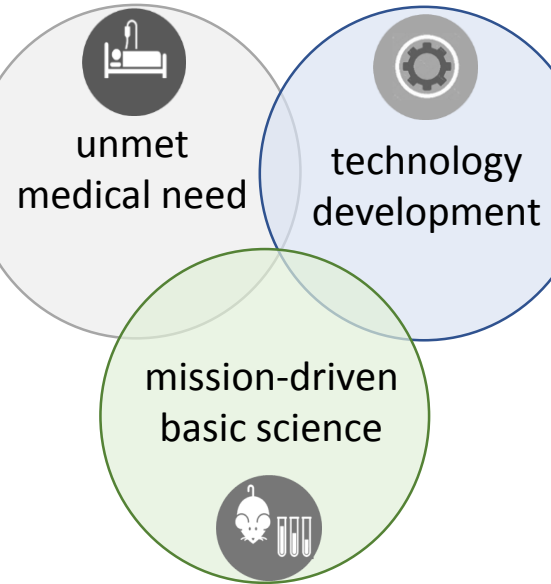 unmet
medical need
technology
development
mission-driven
basic science